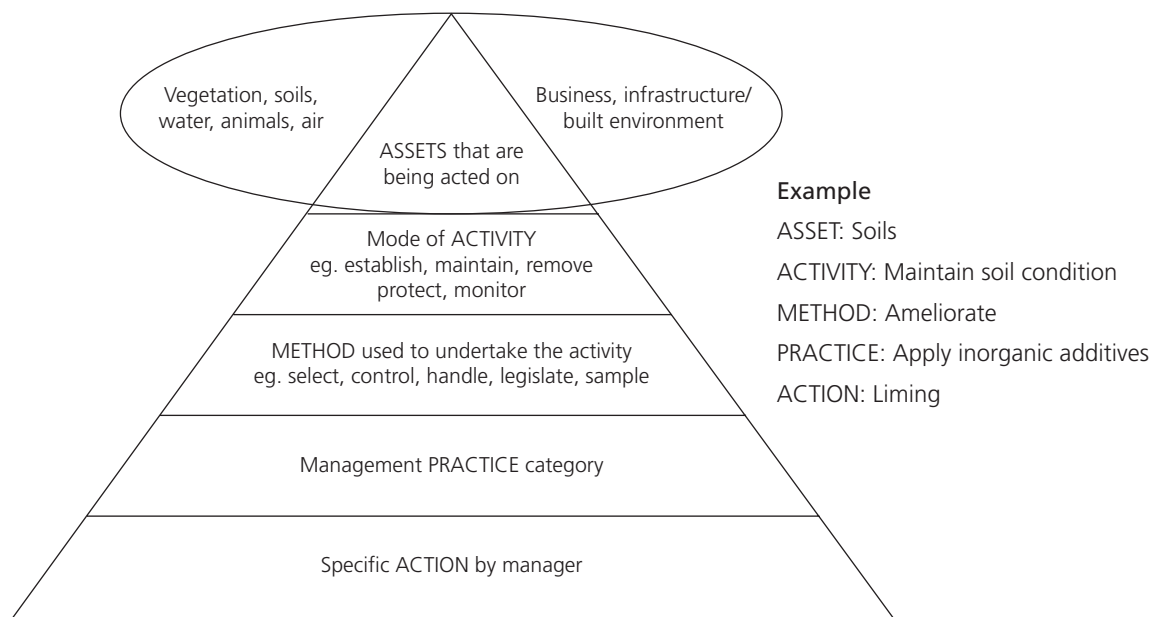 Vegetation, soils,
water, animals, air
Business, infrastructure/
built environment
ASSETS that are
being acted on
Mode of ACTIVITY
eg. establish, maintain, remove
protect, monitor
METHOD used to undertake the activity
eg. select, control, handle, legislate, sample
Management PRACTICE category
Specific ACTION by manager
Example
ASSET: Soils
ACTIVITY: Maintain soil condition
METHOD: Ameliorate
PRACTICE: Apply inorganic additives
ACTION: Liming